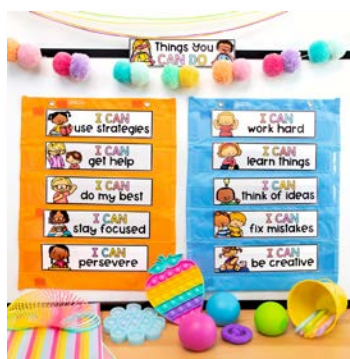 Things You
CAN DO
I CAN
use strategies
I CAN
get help
I CAN
do my best
I CAN
stay focused
I CAN
persevere
I CAN
work hard
I CAN
learn things
I CAN
think of ideas
I CAN
fix mistakes
I CAN
be creative